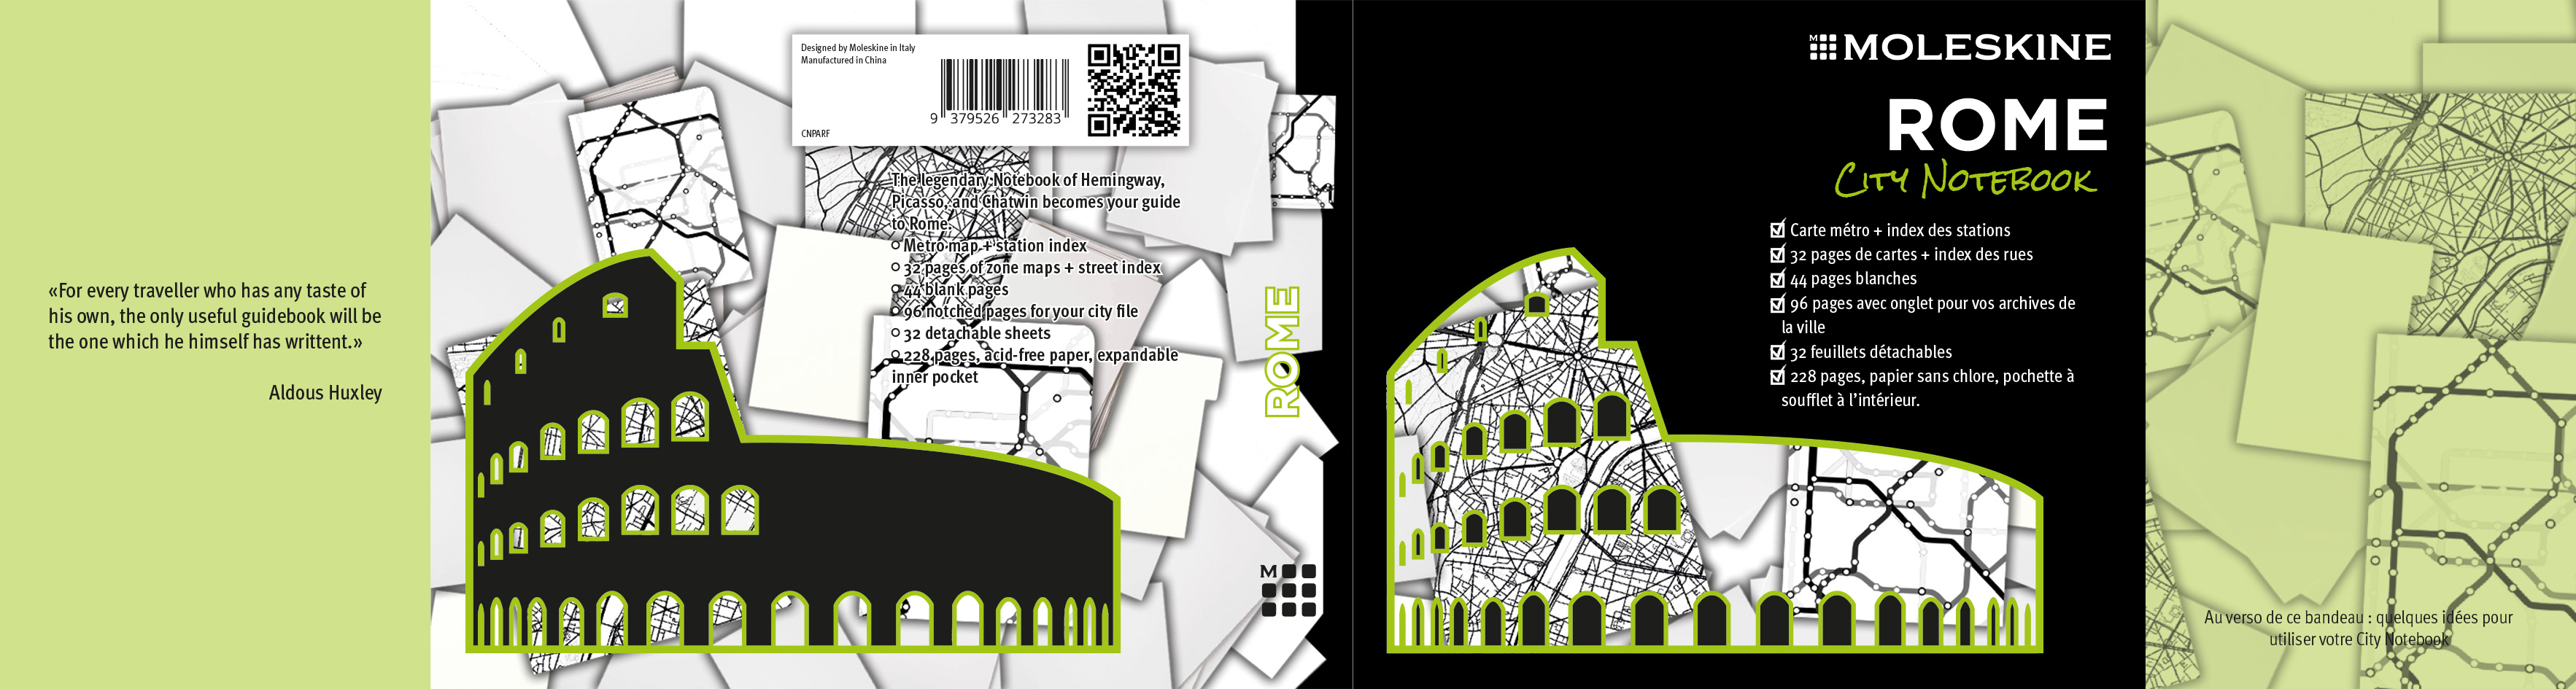 «For every traveller who has any taste of
his own, the only useful guidebook will be
the one which he himself has writtent.»
Aldous Huxley
Designed by Moleskine in Italy
Manufactured in China
9 379526 273283
CNPARF
The legendary Notebook of Hemingway,
Picasso, and Chatwin becomes your guide
to Rome.
Metro map + station index
32 pages of zone maps + street index
44 blank pages
96 notched pages for your city file
32 detachable sheets
228 pages, acid-free paper, expandable
inner pocket
ROME
M
M MOLESKINE
ROME
City Notebook
Carte métro + index des stations
32 pages de cartes + index des rues
44 pages blanches
96 pages avec onglet pour vos archives de
la ville
32 feuillets détachables
228 pages, papier sans chlore, pochette à
soufflet à l'intérieur.
Au verso de ce bandeau : quelques idées pour
utiliser votre City Notebook